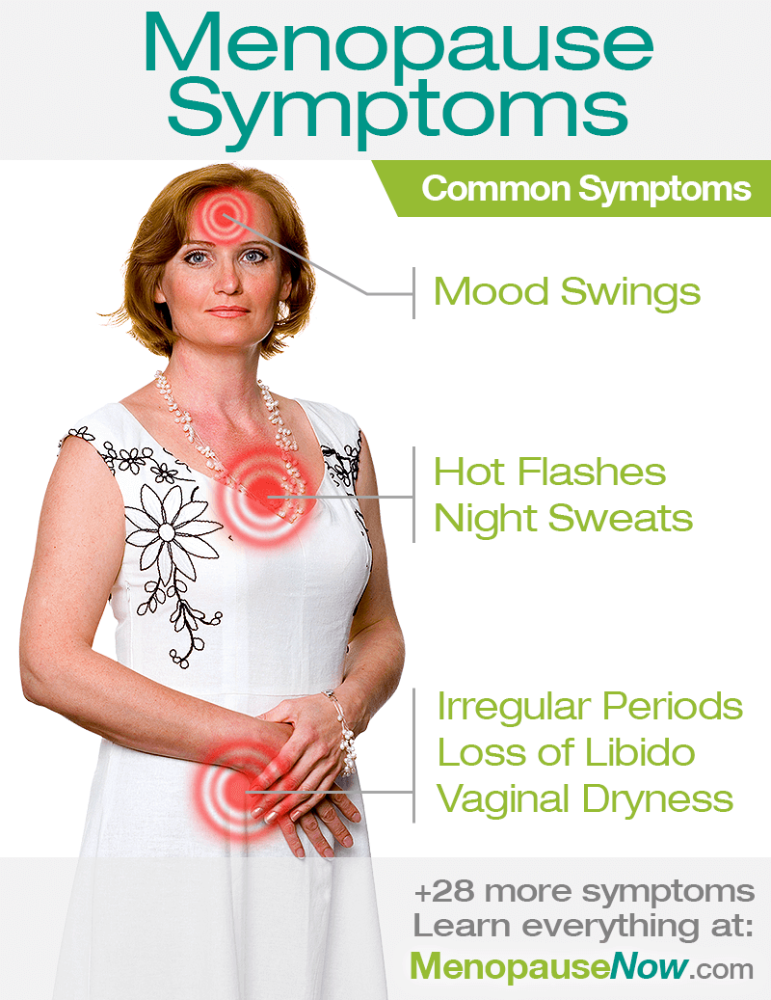 Menopause
Symptoms
Common Symptoms
Mood Swings
Hot Flashes
Night Sweats
Irregular Periods
Loss of Libido
Vaginal Dryness
+28 more symptoms
Learn everything at:
MenopauseNow.com